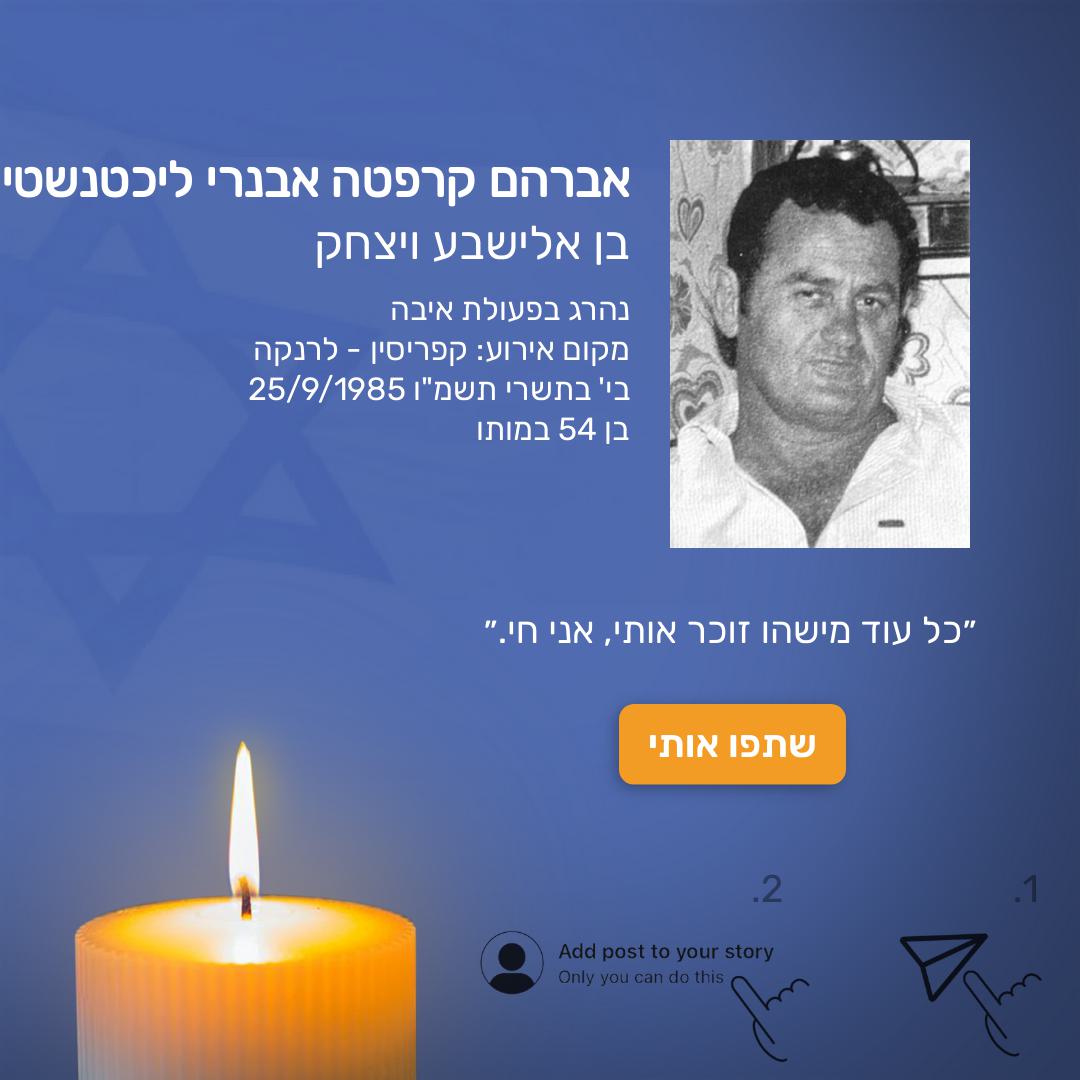 אברהם קרפטה אבנרי ליכטנשטי
בן אלישבע ויצחק
נהרג בפעולת איבה
מקום אירוע: קפריסין - לרנקה
בי' בתשרי תשמ"ו 25/9/1985
בן 54 במותו
״כל עוד מישהו זוכר אותי, אני חי.״
שתפו אותי
1.
2.
Add post to your story
Only you can do this